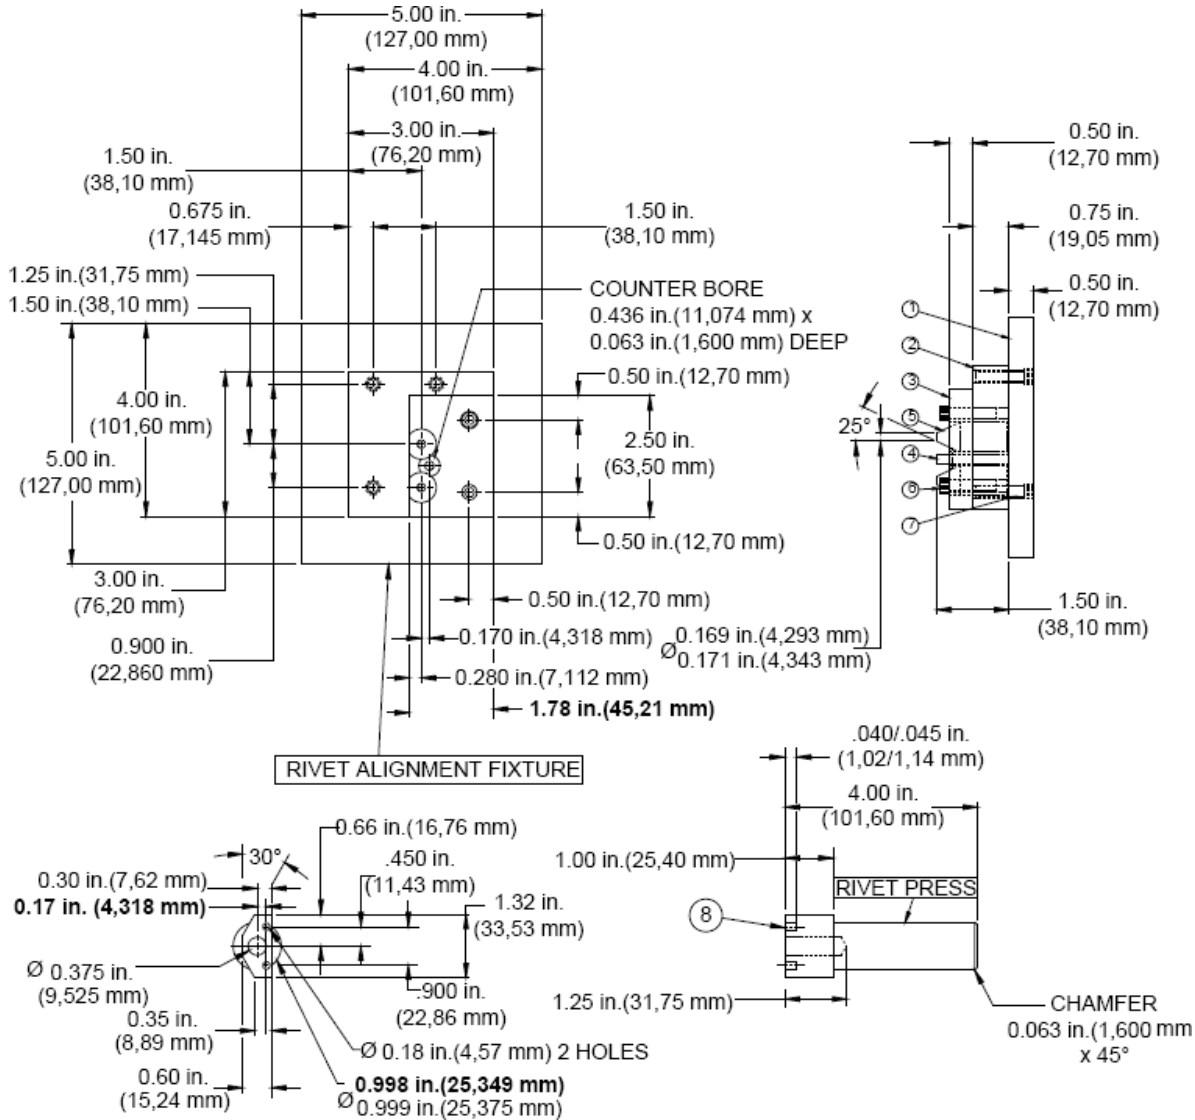 5.00 in.
(127,00 mm)
4.00 in.
(101,60 mm)
3.00 in.
(76,20 mm)
1.50 in.
(38,10 mm)
0.675 in.
(17,145 mm)
1.50 in.
(38,10 mm)
1.25 in.(31,75 mm)
1.50 in.(38,10 mm)
COUNTER BORE
0.436 in.(11,074 mm) x
0.063 in.(1,600 mm) DEEP
0.50 in.(12,70 mm)
4.00 in.
(101,60 mm)
2.50 in.
(63,50 mm)
5.00 in.
(127,00 mm)
0.50 in.(12,70 mm)
3.00 in.
(76,20 mm)
0.50 in.(12,70 mm)
0.900 in.
(22,860 mm)
0.170 in.(4,318 mm)
0.280 in.(7,112 mm)
1.78 in.(45,21 mm)
RIVET ALIGNMENT FIXTURE
0.50 in.
(12,70 mm)
0.75 in.
(19,05 mm)
0.50 in.
(12,70 mm)
1
2
3
5
25°
4
6
7
1.50 in.
(38,10 mm)
Ø 0.169 in.(4,293 mm)
0.171 in.(4,343 mm)
0.66 in.(16,76 mm)
30°
.450 in.
(11,43 mm)
0.30 in.(7,62 mm)
0.17 in. (4,318 mm)
1.32 in.
(33,53 mm)
Ø 0.375 in.
(9,525 mm)
.900 in.
(22,86 mm)
0.35 in.
(8,89 mm)
Ø 0.18 in.(4,57 mm) 2 HOLES
0.60 in.
(15,24 mm)
0.998 in.(25,349 mm)
Ø 0.999 in.(25,375 mm)
.040/.045 in.
(1,02/1,14 mm)
4.00 in.
(101,60 mm)
1.00 in.(25,40 mm)
RIVET PRESS
8
1.25 in.(31,75 mm)
CHAMFER
0.063 in.(1,600 mm
x 45°